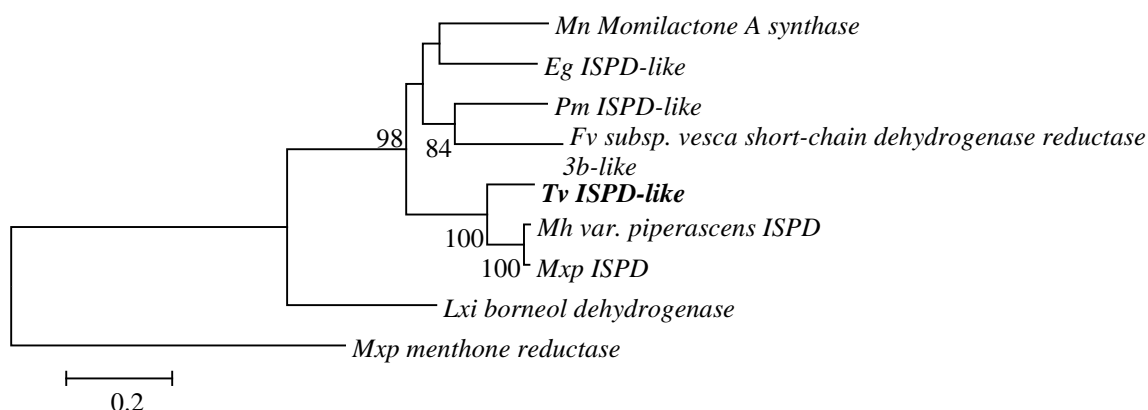 Mn Momilactone A synthase
Eg ISPD-like
Pm ISPD-like
98
84
Fv subsp. vesca short-chain dehydrogenase reductase
3b-like
Tv ISPD-like
Mh var. piperascens ISPD
100
100
Mxp ISPD
Lxi borneol dehydrogenase
Mxp menthone reductase
0.2